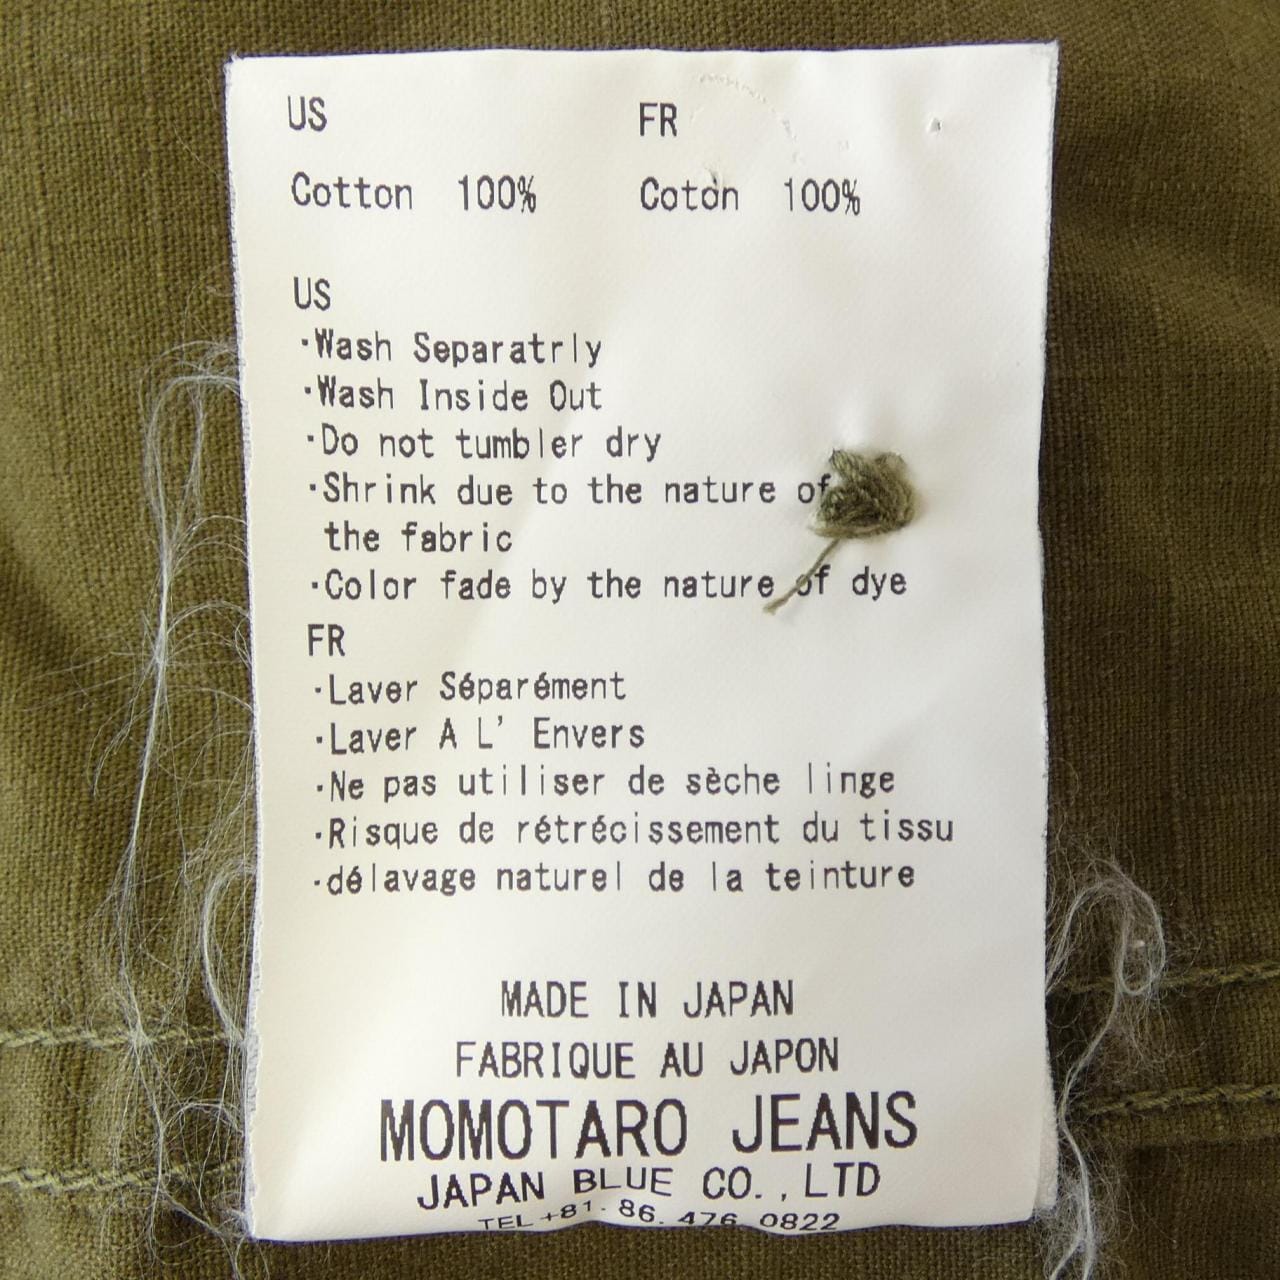 US FR
Cotton 100% Coton 100%
US
·Wash Separatrly
·Wash Inside Out
·Do not tumbler dry
·Shrink due to the nature of
the fabric
·Color fade by the nature of dye
FR
·Laver Séparément
·Laver A L' Envers
·Ne pas utiliser de sèche linge
·Risque de rétrécissement du tissu
·délavage naturel de la teinture
MADE IN JAPAN
FABRIQUE AU JAPON
MOMOTARO JEANS
JAPAN BLUE CO.,LTD
TEL +81. 86. 476 0822